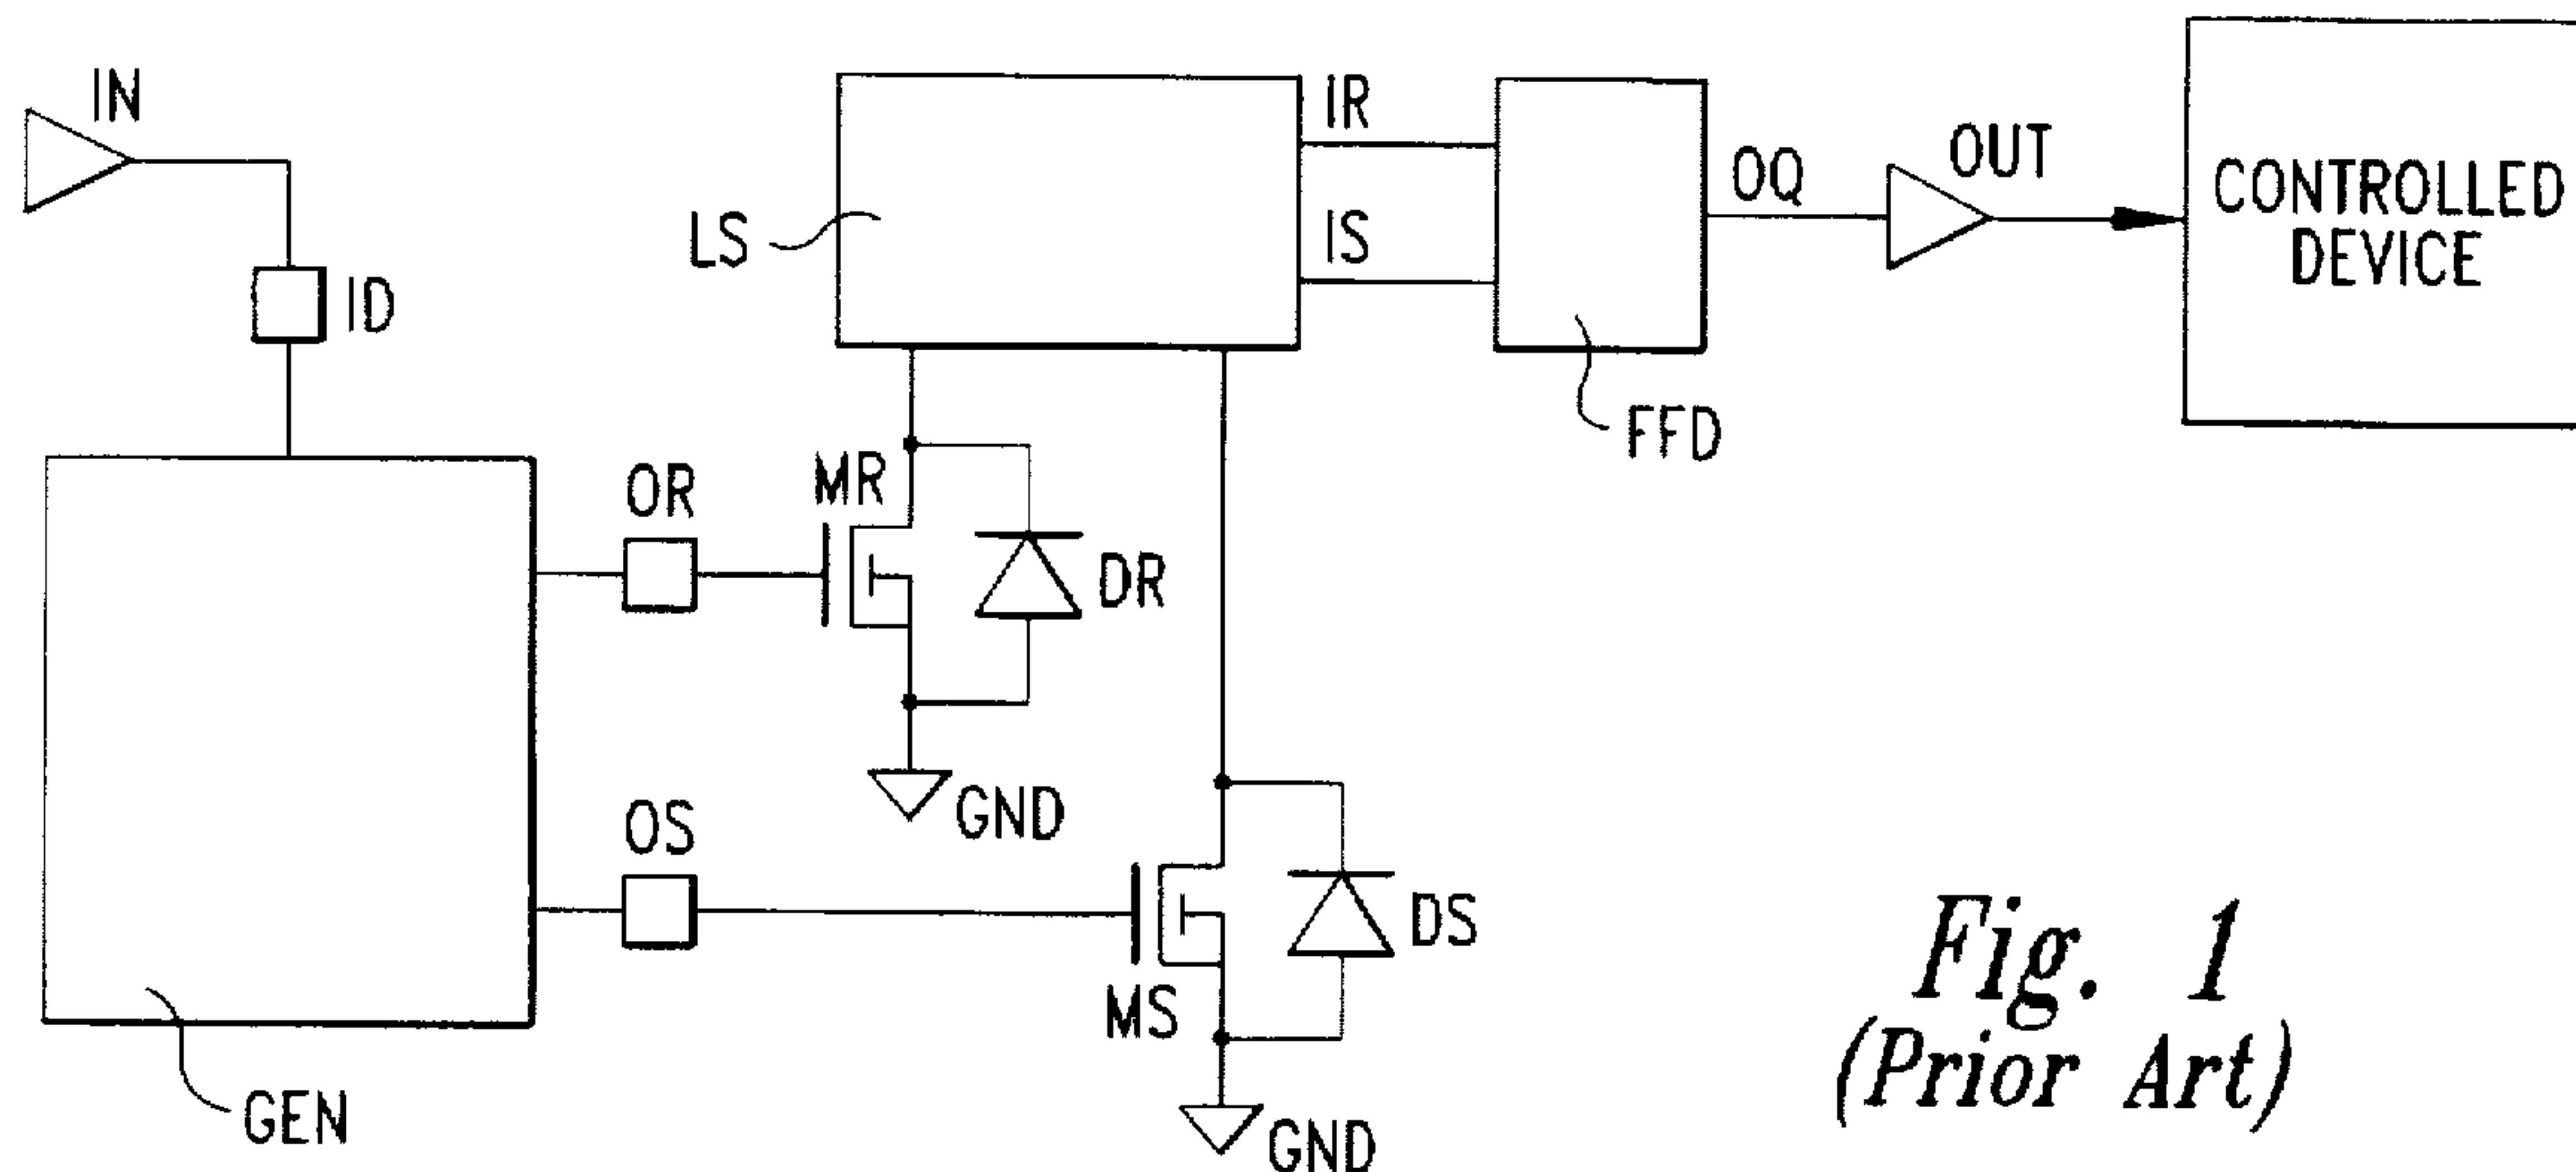 IN
IR
OUT
OQ
CONTROLLED
DEVICE
LS
IS
ID
FFD
OR
MR
DR
GND
OS
DS
MS
GEN
GND
Fig. 1
(Prior Art)